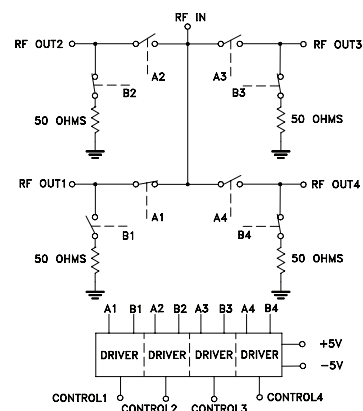 RF IN
RF OUT2
RF OUT3
A2
A3
B2
B3
50 OHMS
50 OHMS
RF OUT1
RF OUT4
A1
A4
B1
B4
50 OHMS
50 OHMS
A1 B1 A2 B2 A3 B3 A4 B4
DRIVER DRIVER DRIVER DRIVER
+5V
-5V
CONTROL1
CONTROL2
CONTROL3
CONTROL4